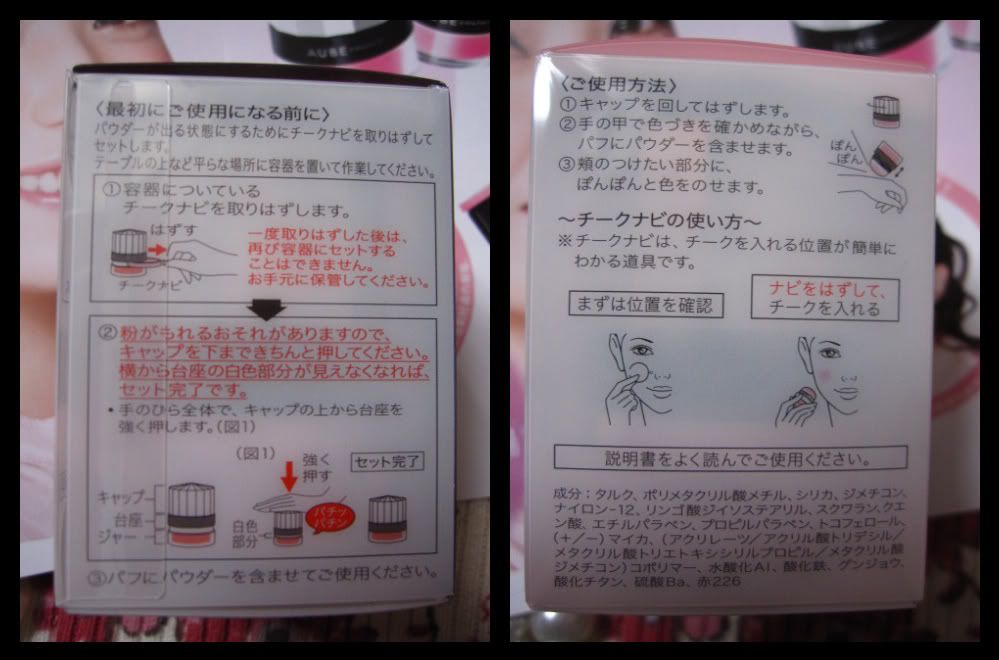 AUBE
〈最初にご使用になる前に〉
パウダーが出る状態にするためにチークナビを取りはずして
セットします。
テーブルの上など平らな場所に容器を置いて作業してください。
①容器についている
チークナビを取りはずします。
はずす
チークナビ
一度取りはずした後は、
再び容器にセットする
ことはできません。
お手元に保管してください。
②粉がもれるおそれがありますので、
キャップを下まできちんと押してください。
横から台座の白色部分が見えなくなれば、
セット完了です。
・手のひら全体で、キャップの上から台座を
強く押します。(図1)
(図1)
強く
押す
セット完了
キャップ
台座
ジャー
白色
部分
パチッ
パチン
③パフにパウダーを含ませてご使用ください。
AUBE
〈ご使用方法〉
①キャップを回してはずします。
②手の甲で色づきを確かめながら、
パフにパウダーを含ませます。
③頬のつけたい部分に、
ぽんぽんと色をのせます。
ぽん
ぽん
〜チークナビの使い方〜
※チークナビは、チークを入れる位置が簡単に
わかる道具です。
まずは位置を確認
ナビをはずして、
チークを入れる
説明書をよく読んでご使用ください。
成分：タルク、ポリメタクリル酸メチル、シリカ、ジメチコン、
ナイロン-12、リンゴ酸ジイソステアリル、スクワラン、クエ
ン酸、エチルパラベン、プロピルパラベン、トコフェロール、
(+/−)マイカ、(アクリレーツ/アクリル酸トリデシル/
メタクリル酸トリエトキシシリルプロピル/メタクリル酸
ジメチコン)コポリマー、水酸化Al、酸化鉄、グンジョウ、
酸化チタン、硫酸Ba、赤226